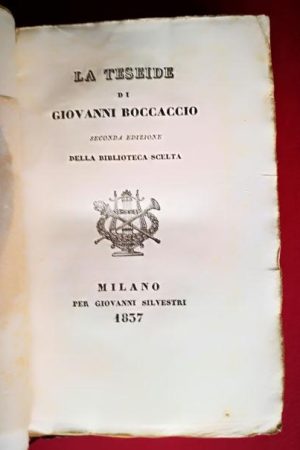 LA TESEIDE
DI
GIOVANNI BOCCACCIO
SECONDA EDIZIONE
DELLA BIBLIOTECA SCELTA
MILANO
PER GIOVANNI SILVESTRI
1837